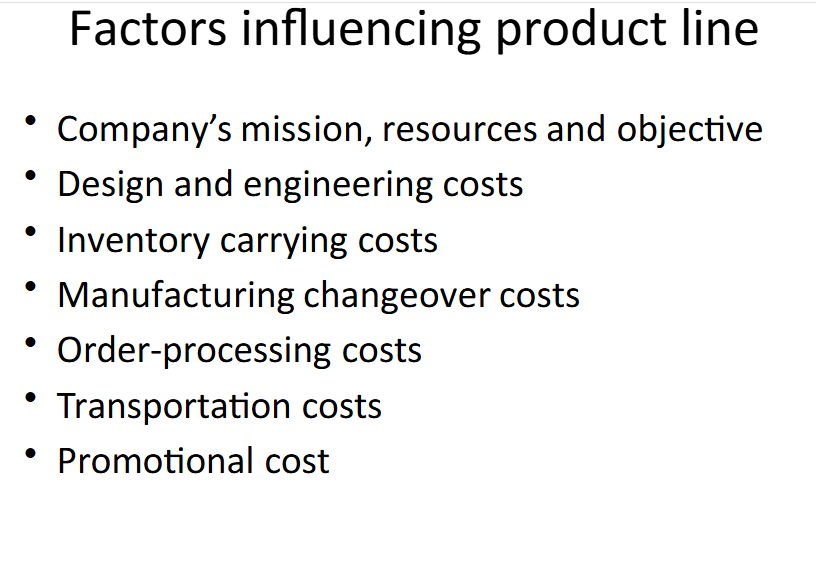 Factors influencing product line
• Company’s mission, resources and objective
• Design and engineering costs
• Inventory carrying costs
• Manufacturing changeover costs
• Order-processing costs
• Transportation costs
• Promotional cost